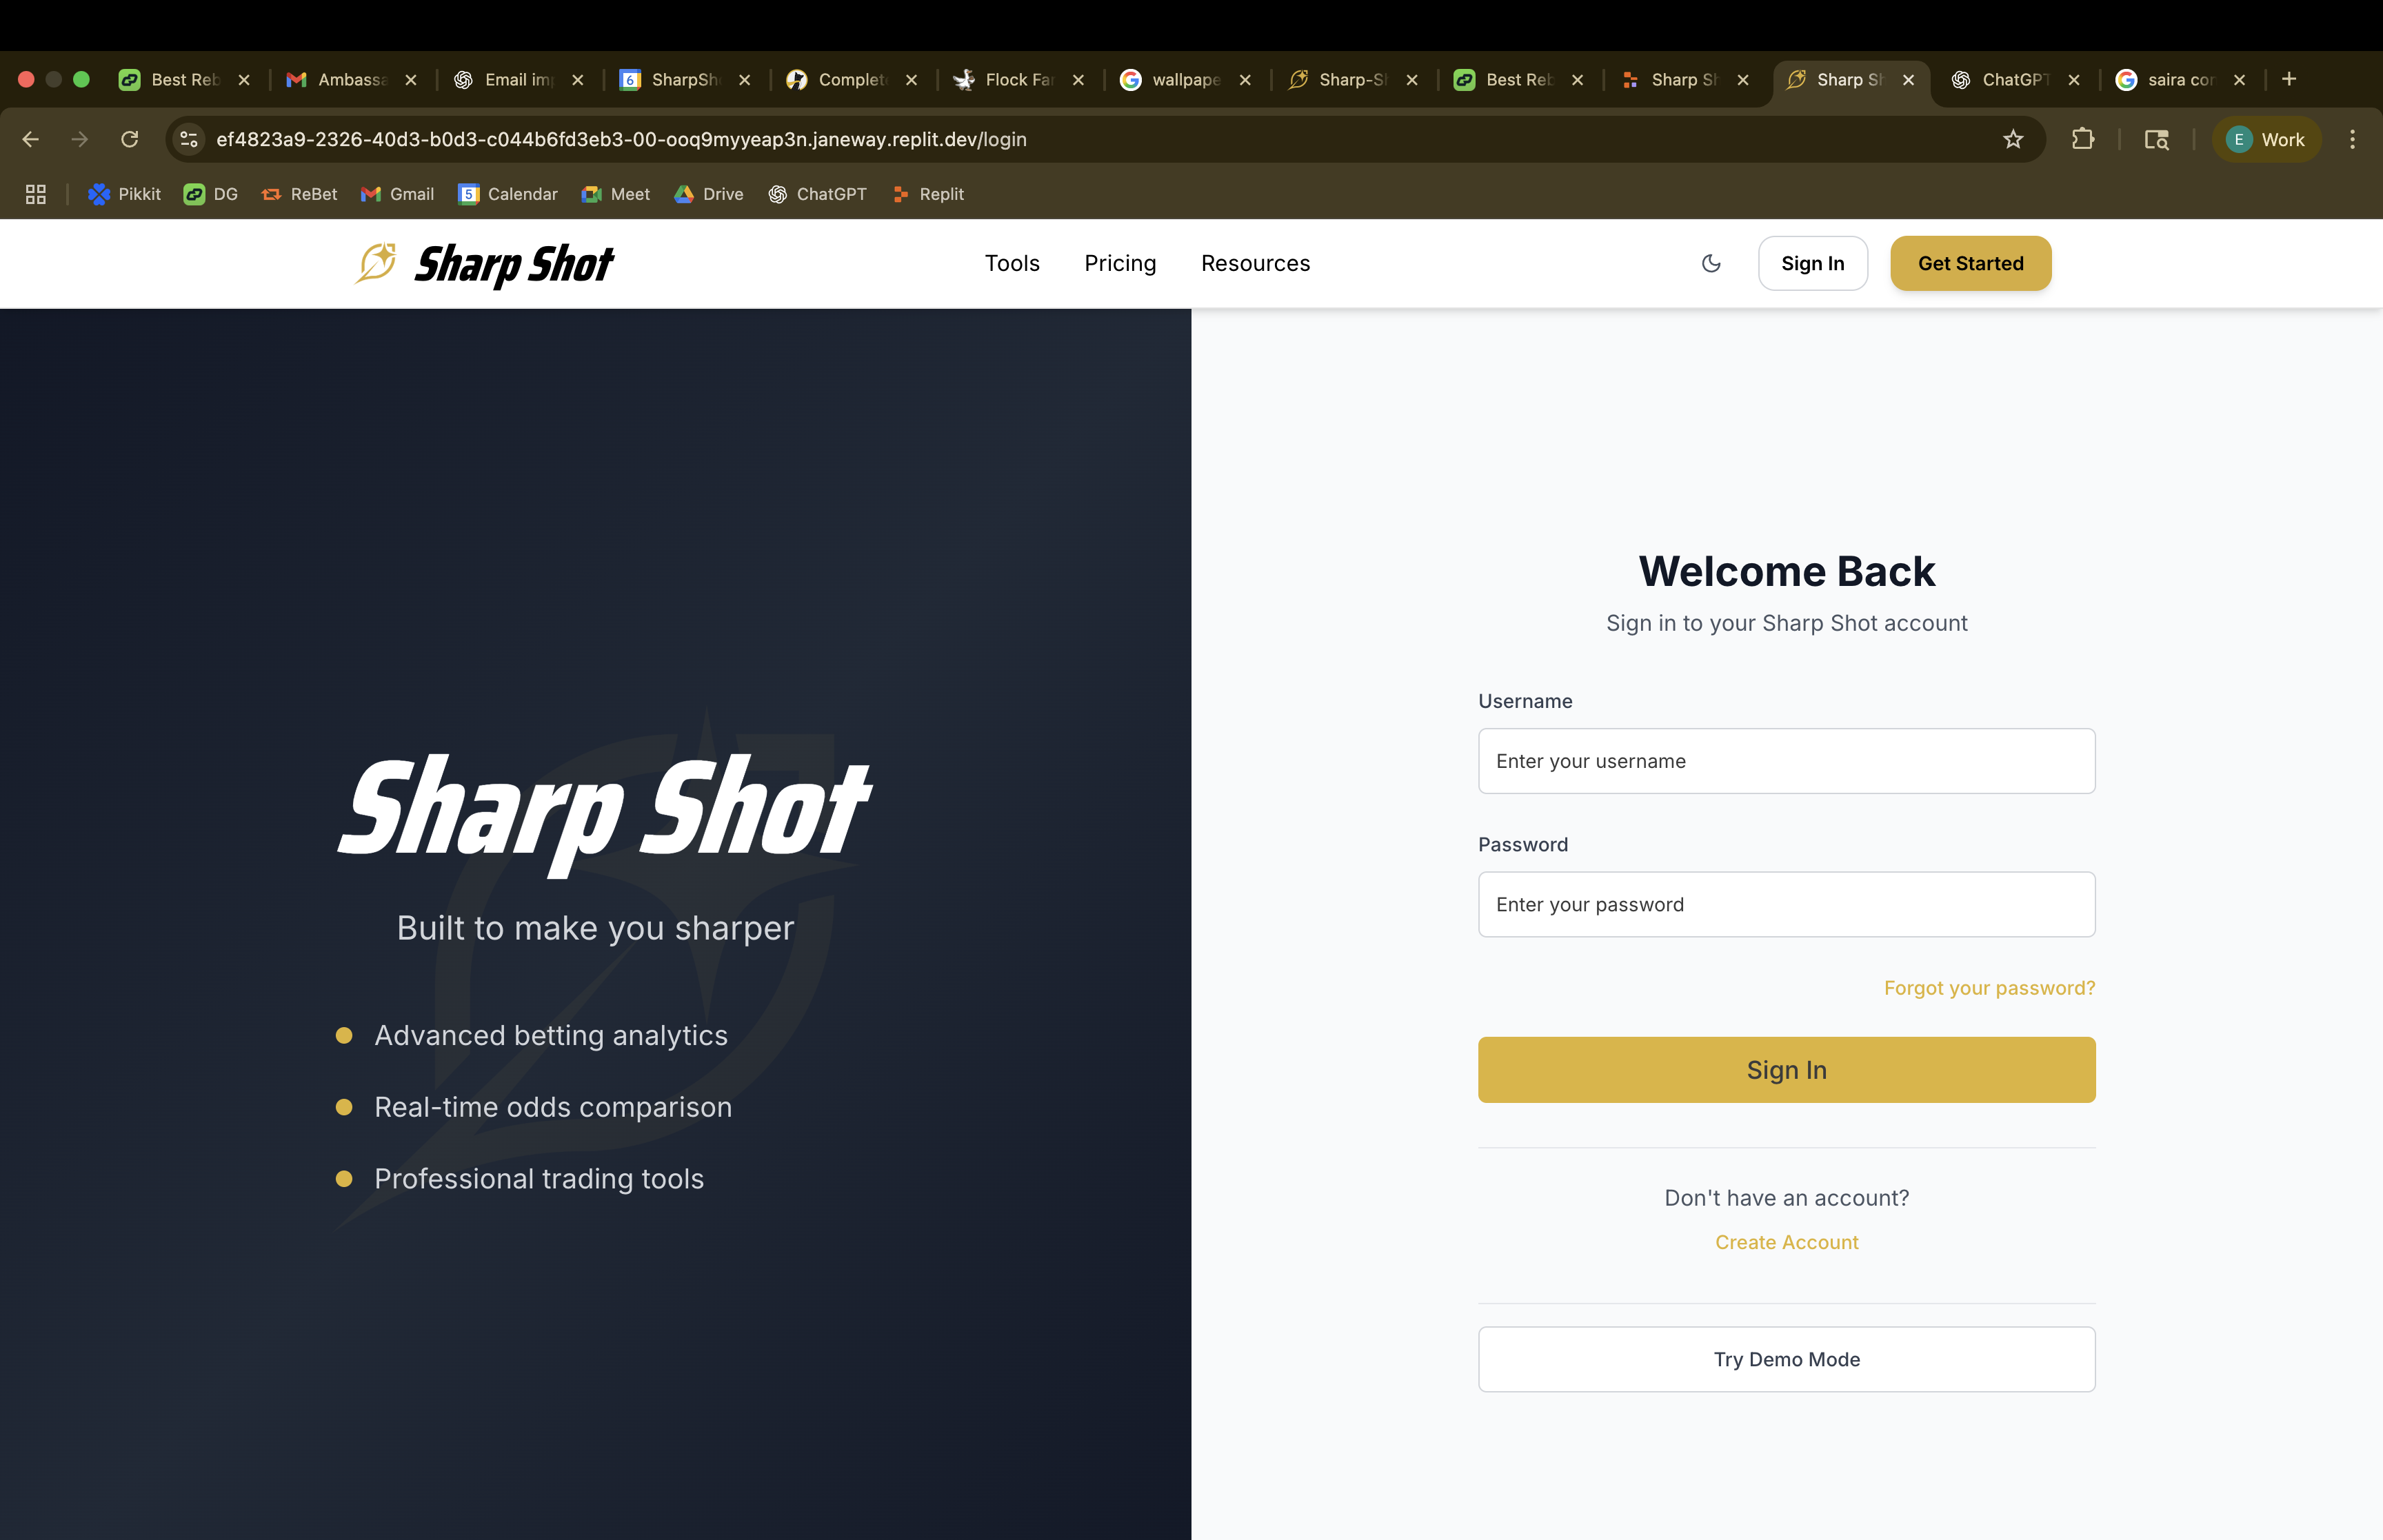 Best Reb
Ambassa
Email im
SharpSh
Complet
Flock Fa
wallpape
Sharp-S
Best Reb
Sharp S
Sharp S
ChatGPT
saira co
ef4823a9-2326-40d3-b0d3-c044b6fd3eb3-00-ooq9myyeap3n.janeway.replit.dev/login
E Work
Pikkit
DG
ReBet
Gmail
5 Calendar
Meet
Drive
ChatGPT
Replit
Sharp Shot
Tools
Pricing
Resources
Sign In
Get Started
Sharp Shot
Built to make you sharper
Advanced betting analytics
Real-time odds comparison
Professional trading tools
Welcome Back
Sign in to your Sharp Shot account
Username
Enter your username
Password
Enter your password
Forgot your password?
Sign In
Don't have an account?
Create Account
Try Demo Mode